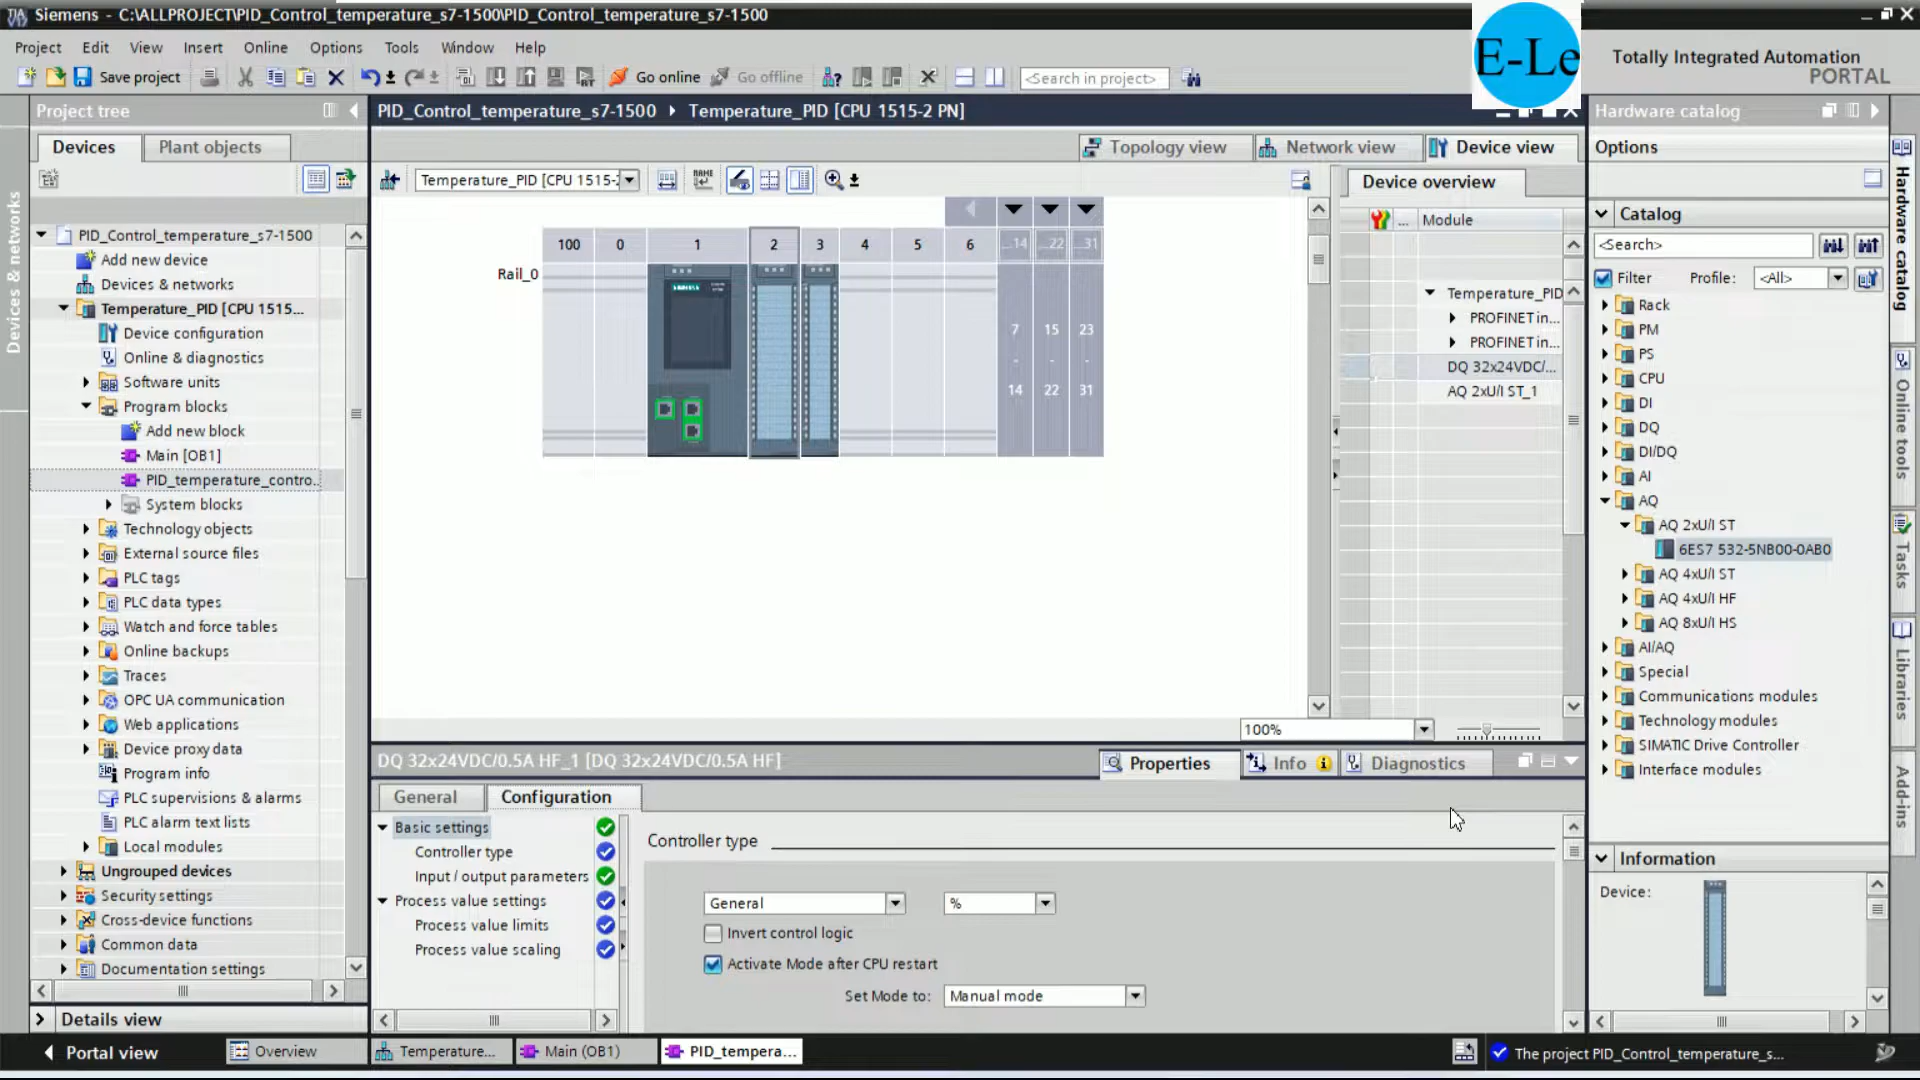 Siemens - C:\ALLPROJECT\PID_Control_temperature_s7-1500\PID_Control_temperature_s7-1500
Project Edit View Insert Online Options Tools Window Help
E-Le
Totally Integrated Automation
PORTAL
Save project
Go online
Go offline
<Search in project>
Project tree
PID_Control_temperature_s7-1500 Temperature_PID [CPU 1515-2 PN]
Hardware catalog
Devices
Plant objects
Topology view
Network view
Device view
Options
Temperature_PID [CPU 1515-
Device overview
... Module
Devices & networks
PID_Control_temperature_s7-1500
Add new device
Devices & networks
Temperature_PID [CPU 1515...
Device configuration
Online & diagnostics
Software units
Program blocks
Add new block
Main [OB1]
PID_temperature_contro..
System blocks
Technology objects
External source files
PLC tags
PLC data types
Watch and force tables
Online backups
Traces
OPC UA communication
Web applications
Device proxy data
Program info
PLC supervisions & alarms
PLC alarm text lists
Local modules
Ungrouped devices
Security settings
Cross-device functions
Common data
Documentation settings
Details view
100 0 1 2 3 4 5 6 ...14 ...22 ...31
Rail_0
SIEMENS
7 15 23
- - -
14 22 31
100%
Temperature_PID
PROFINET in...
PROFINET in...
DQ 32x24VDC/...
AQ 2xU/I ST_1
Catalog
<Search>
Filter Profile: <All>
Rack
PM
PS
CPU
DI
DQ
DI/DQ
AI
AQ
AQ 2xU/I ST
6ES7 532-5NB00-0AB0
AQ 4xU/I ST
AQ 4xU/I HF
AQ 8xU/I HS
AI/AQ
Special
Communications modules
Technology modules
SIMATIC Drive Controller
Interface modules
Information
Device:
Hardware catalog
Online tools
Tasks
Libraries
Add-ins
DQ 32x24VDC/0.5A HF_1 [DQ 32x24VDC/0.5A HF]
Properties
Info
Diagnostics
General
Configuration
Basic settings
Controller type
Input / output parameters
Process value settings
Process value limits
Process value scaling
Controller type
General
%
Invert control logic
Activate Mode after CPU restart
Set Mode to: Manual mode
Portal view
Overview
Temperature...
Main (OB1)
PID_tempera...
The project PID_Control_temperature_s...